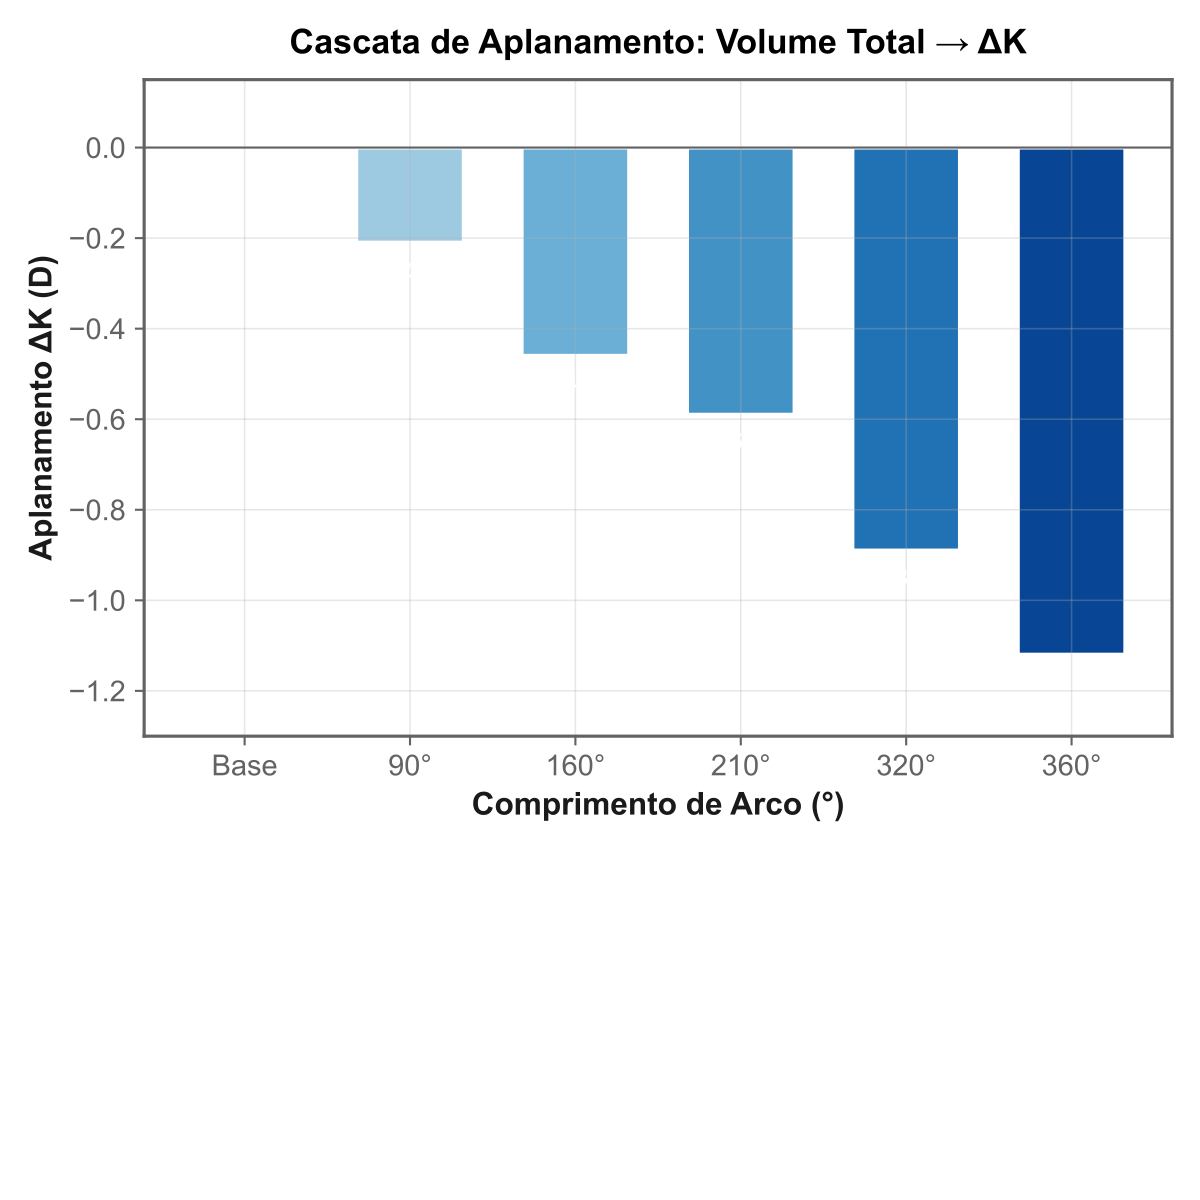 Cascata de Aplanamento: Volume Total → ΔK
Aplanamento ΔK (D)
0.0
−0.2
−0.4
−0.6
−0.8
−1.0
−1.2
Base 90° 160° 210° 320° 360°
Comprimento de Arco (°)